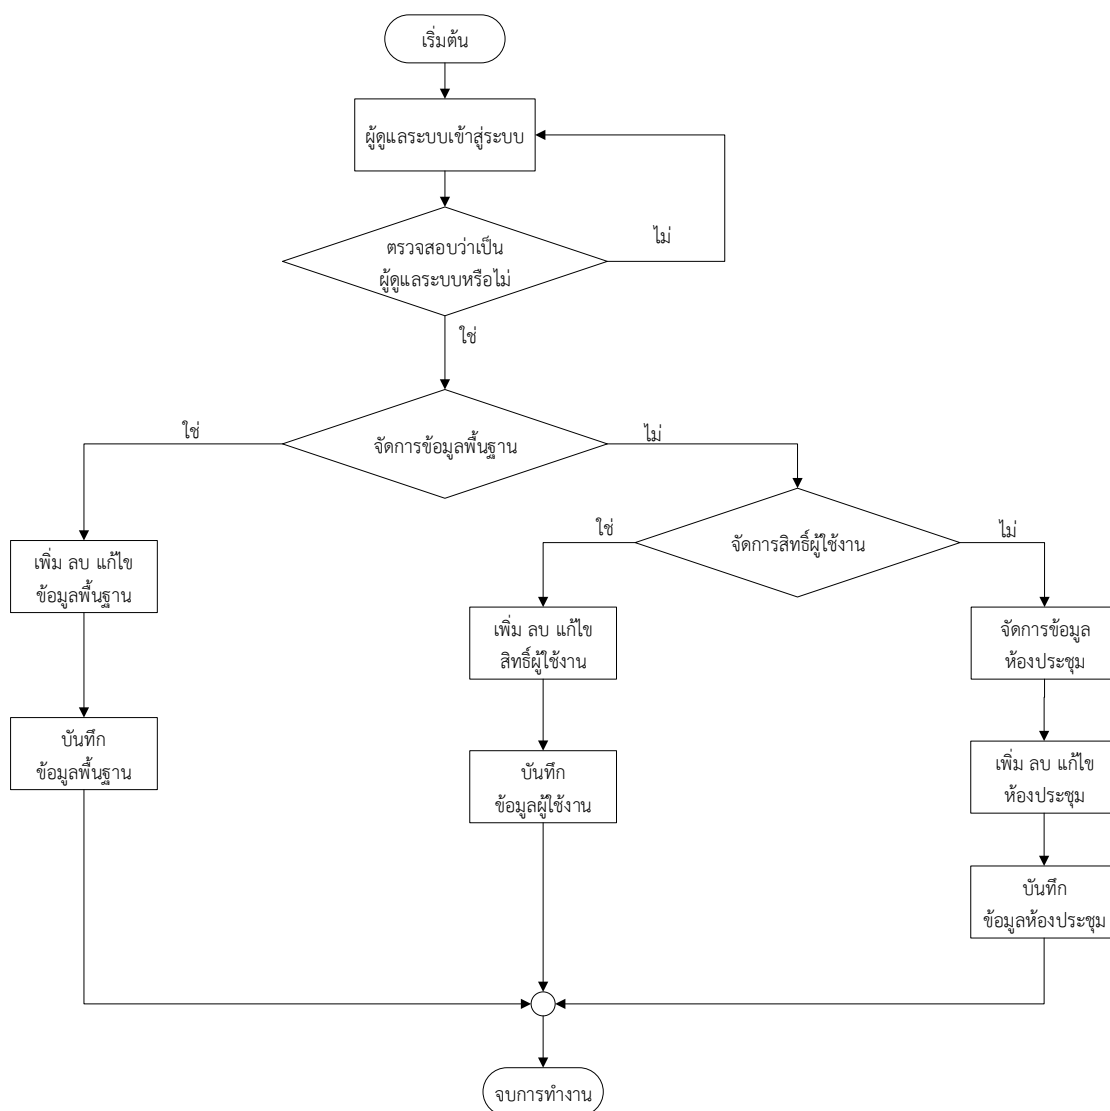 เริ่มต้น
ผู้ดูแลระบบเข้าสู่ระบบ
ตรวจสอบว่าเป็น
ผู้ดูแลระบบหรือไม่
ไม่
ใช่
จัดการข้อมูลพื้นฐาน
ใช่
ไม่
จัดการสิทธิ์ผู้ใช้งาน
ใช่
ไม่
เพิ่ม ลบ แก้ไข
ข้อมูลพื้นฐาน
เพิ่ม ลบ แก้ไข
สิทธิ์ผู้ใช้งาน
จัดการข้อมูล
ห้องประชุม
บันทึก
ข้อมูลพื้นฐาน
บันทึก
ข้อมูลผู้ใช้งาน
เพิ่ม ลบ แก้ไข
ห้องประชุม
บันทึก
ข้อมูลห้องประชุม
จบการทำงาน